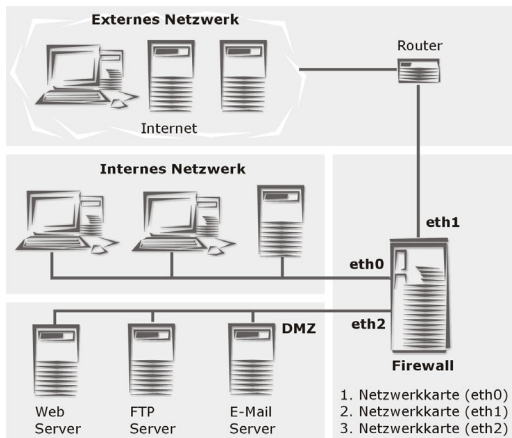 Externes Netzwerk
Router
Internet
Internes Netzwerk
eth1
eth0
eth2
DMZ
Firewall
Web
Server
FTP
Server
E-Mail
Server
1. Netzwerkkarte (eth0)
2. Netzwerkkarte (eth1)
3. Netzwerkkarte (eth2)